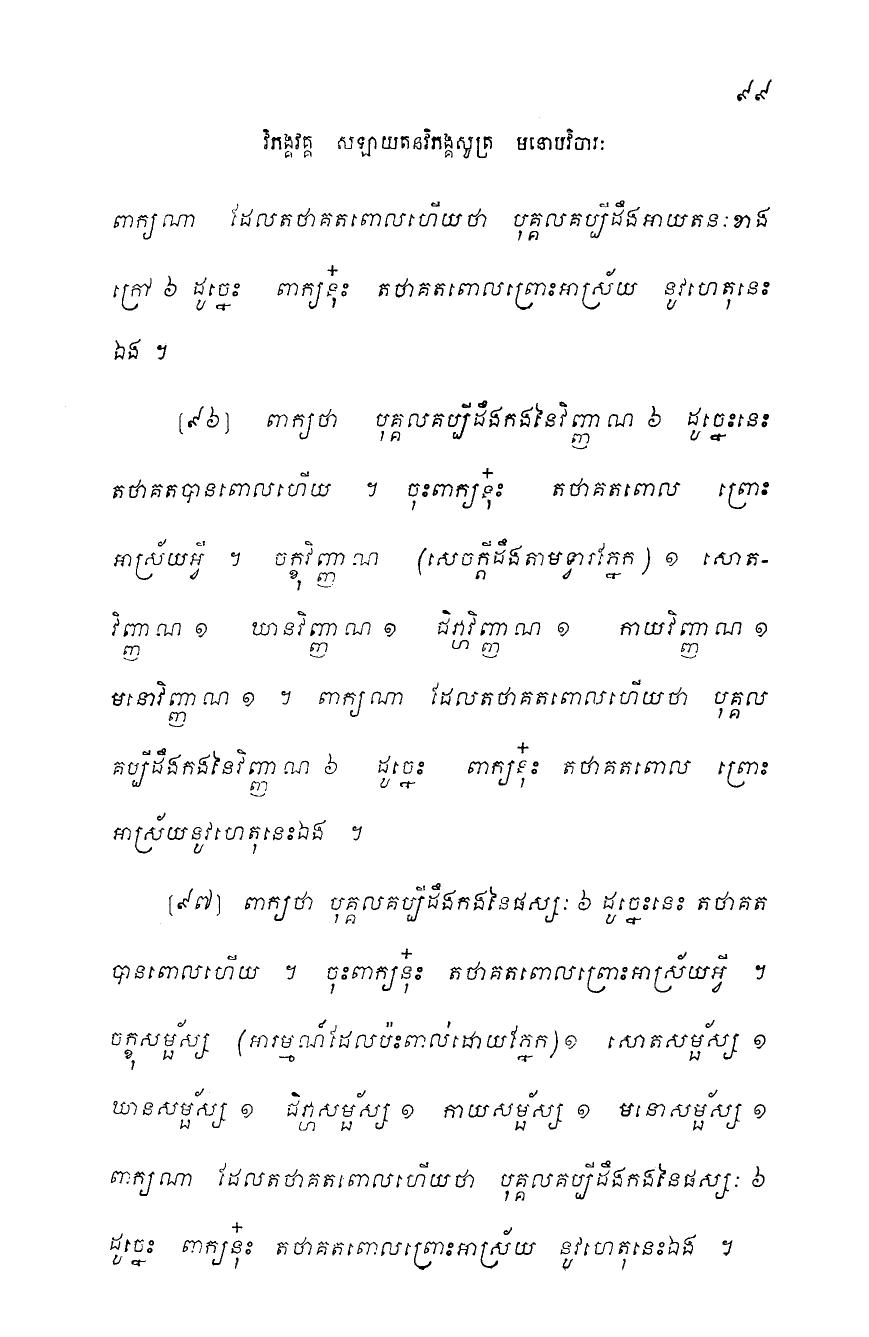 ៩៩
វិភង្គវគ្គ សឡាយតនវិភង្គសូត្រ មនោបវិចារៈ
ពាក្យណា ដែលតថាគតពោលហើយថា បុគ្គលគប្បីដឹងអាយតនៈខាង
ក្រៅ ៦ ដូច្នេះ ពាក្យនុ៎ះ តថាគតពោលព្រោះអាស្រ័យ នូវហេតុនេះ
ឯង ។
[៩៦] ពាក្យថា បុគ្គលគប្បីដឹងកងនៃវិញ្ញាណ ៦ ដូច្នេះនេះ
តថាគតបានពោលហើយ ។ ចុះពាក្យនុ៎ះ តថាគតពោល ព្រោះ
អាស្រ័យអ្វី ។ ចក្ខុវិញ្ញាណ (សេចក្តីដឹងតាមទ្វារភ្នែក) ១ សោត-
វិញ្ញាណ ១ ឃានវិញ្ញាណ ១ ជិវ្ហាវិញ្ញាណ ១ កាយវិញ្ញាណ ១
មនោវិញ្ញាណ ១ ។ ពាក្យណា ដែលតថាគតពោលហើយថា បុគ្គល
គប្បីដឹងកងនៃវិញ្ញាណ ៦ ដូច្នេះ ពាក្យនុ៎ះ តថាគតពោល ព្រោះ
អាស្រ័យនូវហេតុនេះឯង ។
[៩៧] ពាក្យថា បុគ្គលគប្បីដឹងកងនៃផស្សៈ ៦ ដូច្នេះនេះ តថាគត
បានពោលហើយ ។ ចុះពាក្យនុ៎ះ តថាគតពោលព្រោះអាស្រ័យអ្វី ។
ចក្ខុសម្ផ័ស្ស (អារម្មណ៍ដែលប៉ះពាល់ដោយភ្នែក) ១ សោតសម្ផ័ស្ស ១
ឃានសម្ផ័ស្ស ១ ជិវ្ហាសម្ផ័ស្ស ១ កាយសម្ផ័ស្ស ១ មនោសម្ផ័ស្ស ១
ពាក្យណា ដែលតថាគតពោលហើយថា បុគ្គលគប្បីដឹងកងនៃផស្សៈ ៦
ដូច្នេះ ពាក្យនុ៎ះ តថាគតពោលព្រោះអាស្រ័យ នូវហេតុនេះឯង ។